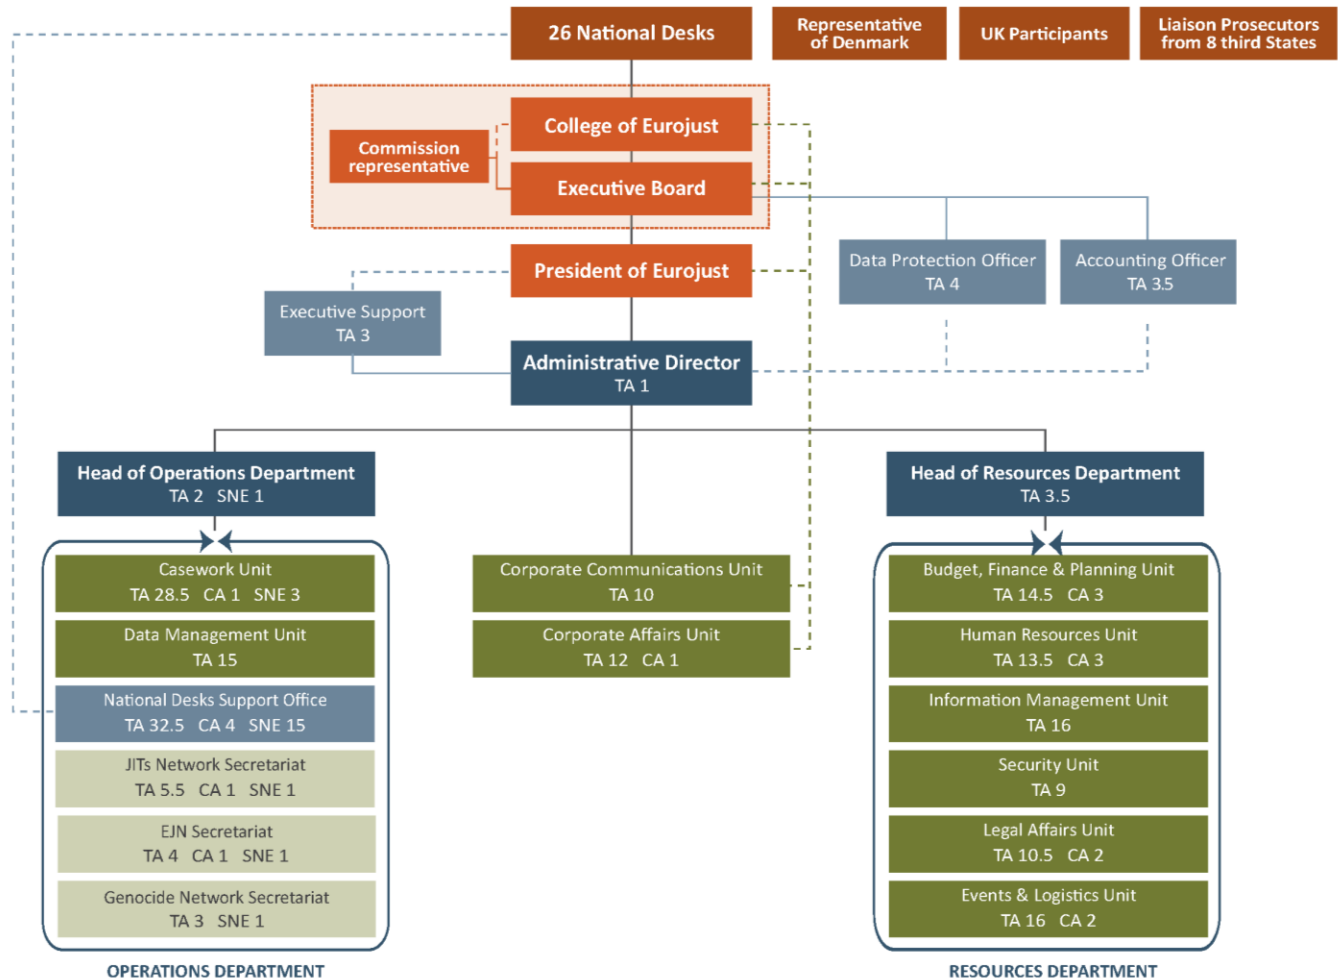 26 National Desks
Representative
of Denmark
UK Participants
Liaison Prosecutors
from 8 third States
College of Eurojust
Commission
representative
Executive Board
President of Eurojust
Data Protection Officer
TA 4
Accounting Officer
TA 3.5
Executive Support
TA 3
Administrative Director
TA 1
Head of Operations Department
TA 2 SNE 1
Head of Resources Department
TA 3.5
Casework Unit
TA 28.5 CA 1 SNE 3
Data Management Unit
TA 15
National Desks Support Office
TA 32.5 CA 4 SNE 15
JITs Network Secretariat
TA 5.5 CA 1 SNE 1
EJN Secretariat
TA 4 CA 1 SNE 1
Genocide Network Secretariat
TA 3 SNE 1
OPERATIONS DEPARTMENT
Corporate Communications Unit
TA 10
Corporate Affairs Unit
TA 12 CA 1
Budget, Finance & Planning Unit
TA 14.5 CA 3
Human Resources Unit
TA 13.5 CA 3
Information Management Unit
TA 16
Security Unit
TA 9
Legal Affairs Unit
TA 10.5 CA 2
Events & Logistics Unit
TA 16 CA 2
RESOURCES DEPARTMENT